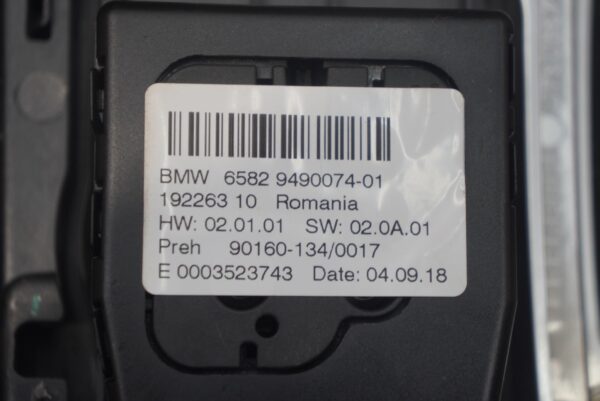 BMW 6582 9490074-01
192263 10 Romania
HW: 02.01.01 SW: 02.0A.01
Preh 90160-134/0017
E 0003523743 Date: 04.09.18